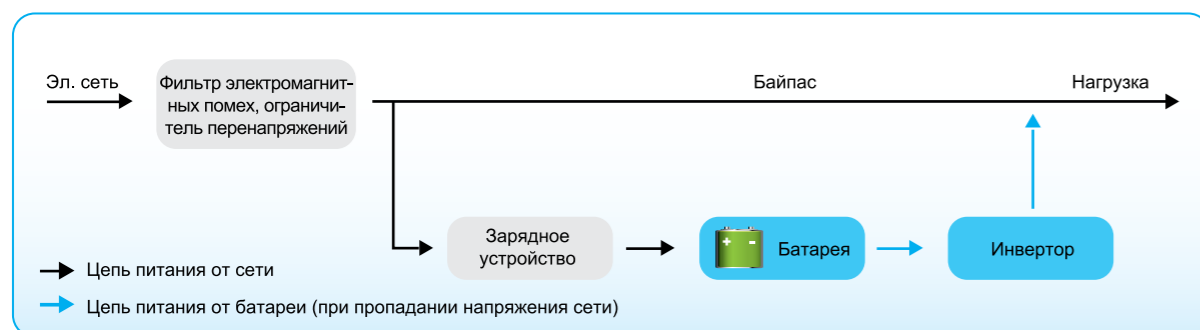 Эл. сеть
Фильтр электромагнит-
ных помех, ограничи-
тель перенапряжений
Байпас
Нагрузка
Зарядное
устройство
+ -
Батарея
Инвертор
Цепь питания от сети
Цепь питания от батареи (при пропадании напряжения сети)